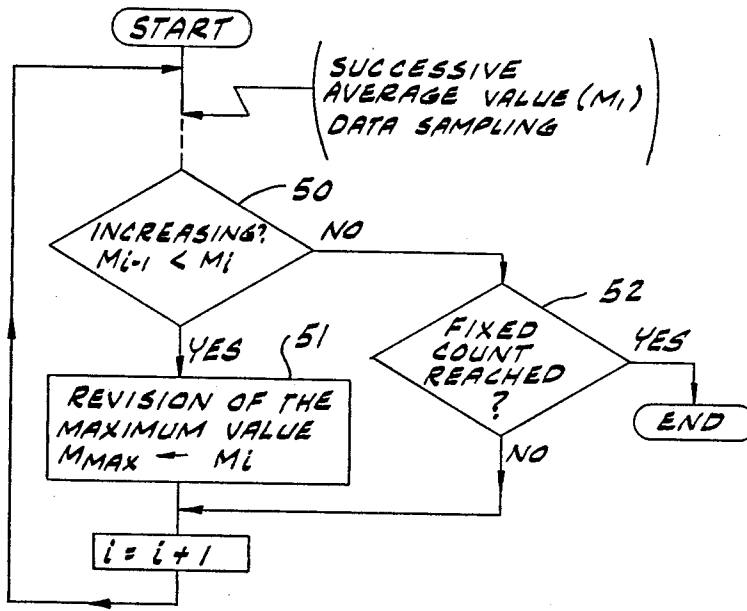 START
(SUCCESSIVE
AVERAGE VALUE (M1)
DATA SAMPLING)
50
INCREASING?
Mi-1 < Mi
NO
52
FIXED
COUNT
REACHED
?
YES
END
NO
YES
51
REVISION OF THE
MAXIMUM VALUE
MMAX ← Mi
i = i + 1